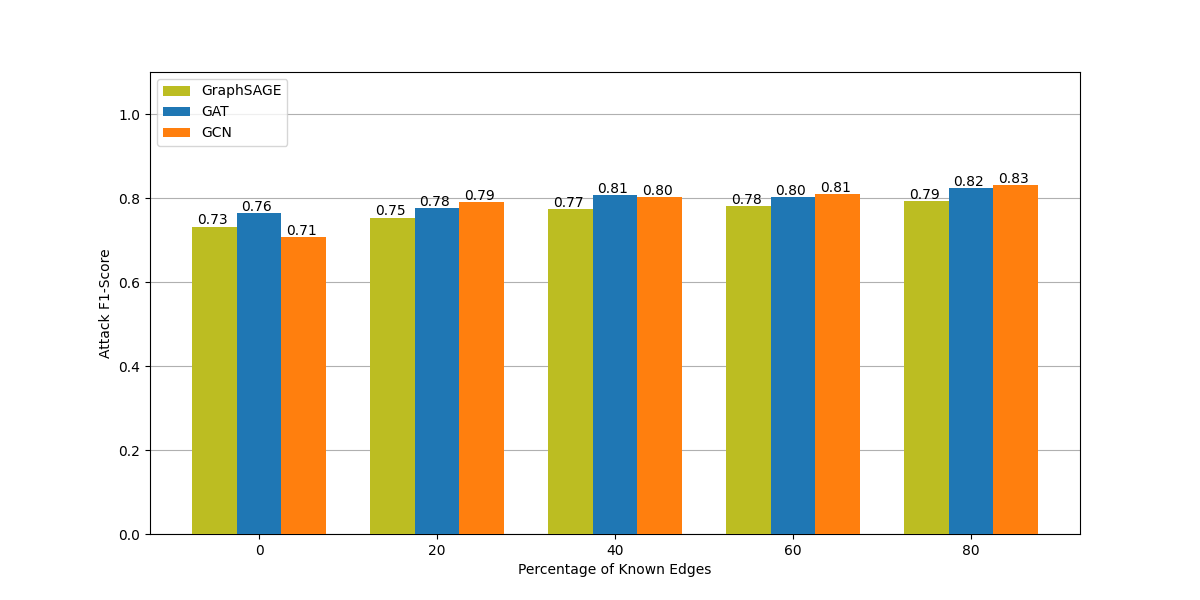 GraphSAGE
GAT
GCN
Attack F1-Score
1.0
0.8
0.6
0.4
0.2
0.0
0.73 0.76 0.71
0.75 0.78 0.79
0.77 0.81 0.80
0.78 0.80 0.81
0.79 0.82 0.83
0 20 40 60 80
Percentage of Known Edges